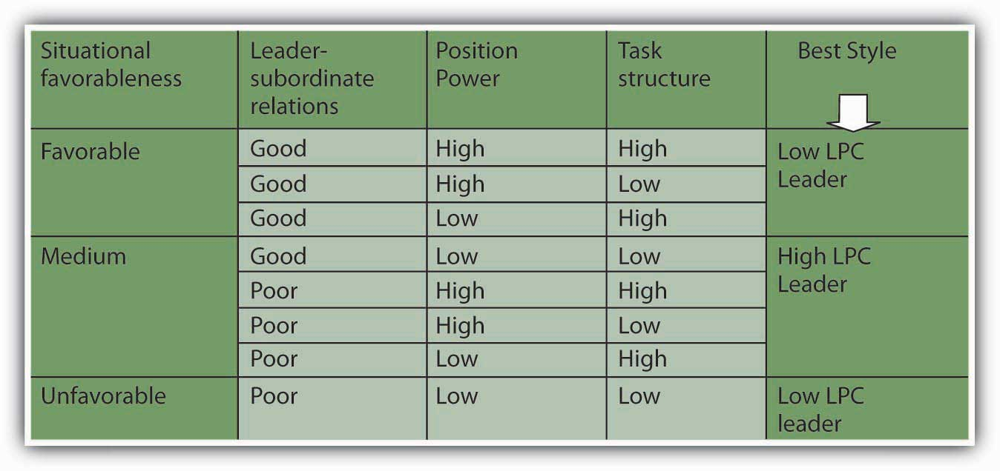 Situational favorableness | Leader-subordinate relations | Position Power | Task structure | Best Style
Favorable | Good | High | High | Low LPC Leader
Good | High | Low
Good | Low | High
Medium | Good | Low | Low | High LPC Leader
Poor | High | High
Poor | High | Low
Poor | Low | High
Unfavorable | Poor | Low | Low | Low LPC leader